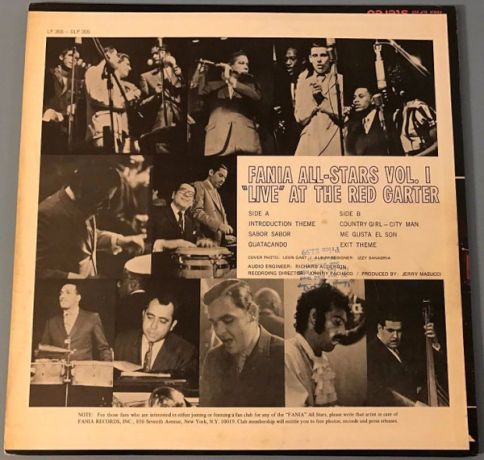 LP 355 - SLP 355
FANIA ALL-STARS VOL. 1
"LIVE" AT THE RED GARTER
SIDE A
INTRODUCTION THEME
SABOR SABOR
GUATACANDO
SIDE B
COUNTRY GIRL - CITY MAN
ME GUSTA EL SON
EXIT THEME
COVER PHOTO: LEON GAST / ALBUM DESIGNER: IZZY SANABRIA
AUDIO ENGINEER: RICHARD ALDERSON
RECORDING DIRECTOR: JOHNNY PACHECO / PRODUCED BY: JERRY MASUCCI
NOTE: For those fans who are interested in either joining or forming a fan club for any of the "FANIA" All Stars, please write that artist in care of
FANIA RECORDS, INC., 850 Seventh Avenue, New York, N.Y. 10019. Club membership will entitle you to free photos, records and press releases.